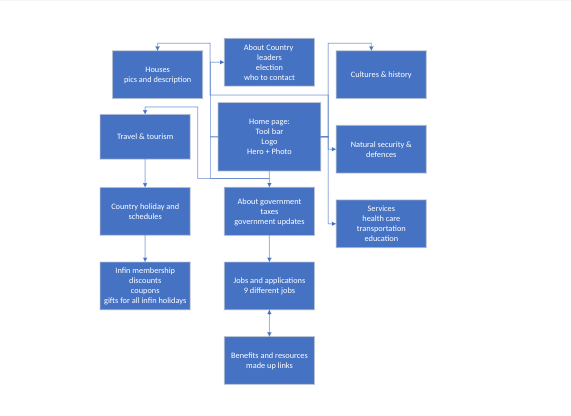 About Country
leaders
election
who to contact
Houses
pics and description
Cultures & history
Home page:
Tool bar
Logo
Hero + Photo
Travel & tourism
Natural security &
defences
Country holiday and
schedules
About government
taxes
government updates
Services
health care
transportation
education
Infin membership
discounts
coupons
gifts for all infin holidays
Jobs and applications
9 different jobs
Benefits and resources
made up links